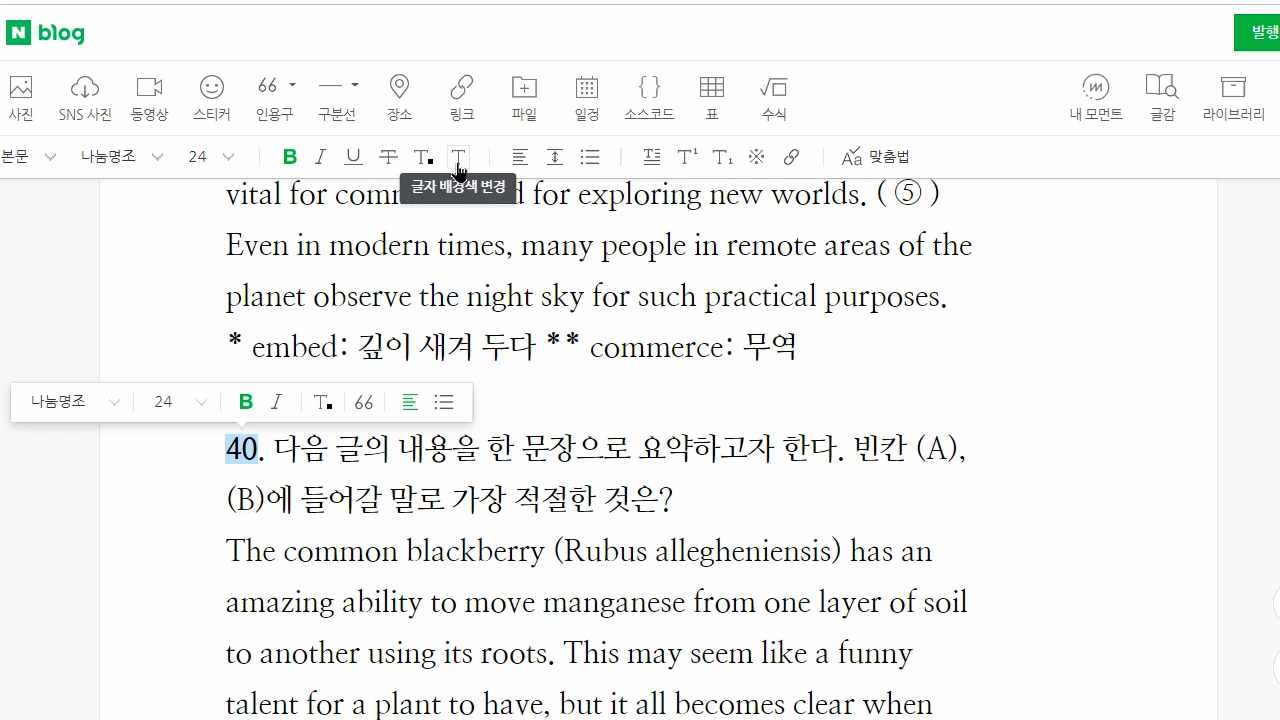 N blog
발행
사진 SNS 사진 동영상 스티커 인용구 구분선 장소 링크 파일 일정 소스코드 표 수식 내 모먼트 글감 라이브러리
본문 나눔명조 24 B I U T T. T T¹ T₁ 맞춤법
글자 배경색 변경
vital for com d for exploring new worlds. ( ⑤ )
Even in modern times, many people in remote areas of the
planet observe the night sky for such practical purposes.
* embed: 깊이 새겨 두다 ** commerce: 무역
나눔명조 24 B I T. 66
40. 다음 글의 내용을 한 문장으로 요약하고자 한다. 빈칸 (A),
(B)에 들어갈 말로 가장 적절한 것은?
The common blackberry (Rubus allegheniensis) has an
amazing ability to move manganese from one layer of soil
to another using its roots. This may seem like a funny
talent for a plant to have, but it all becomes clear when